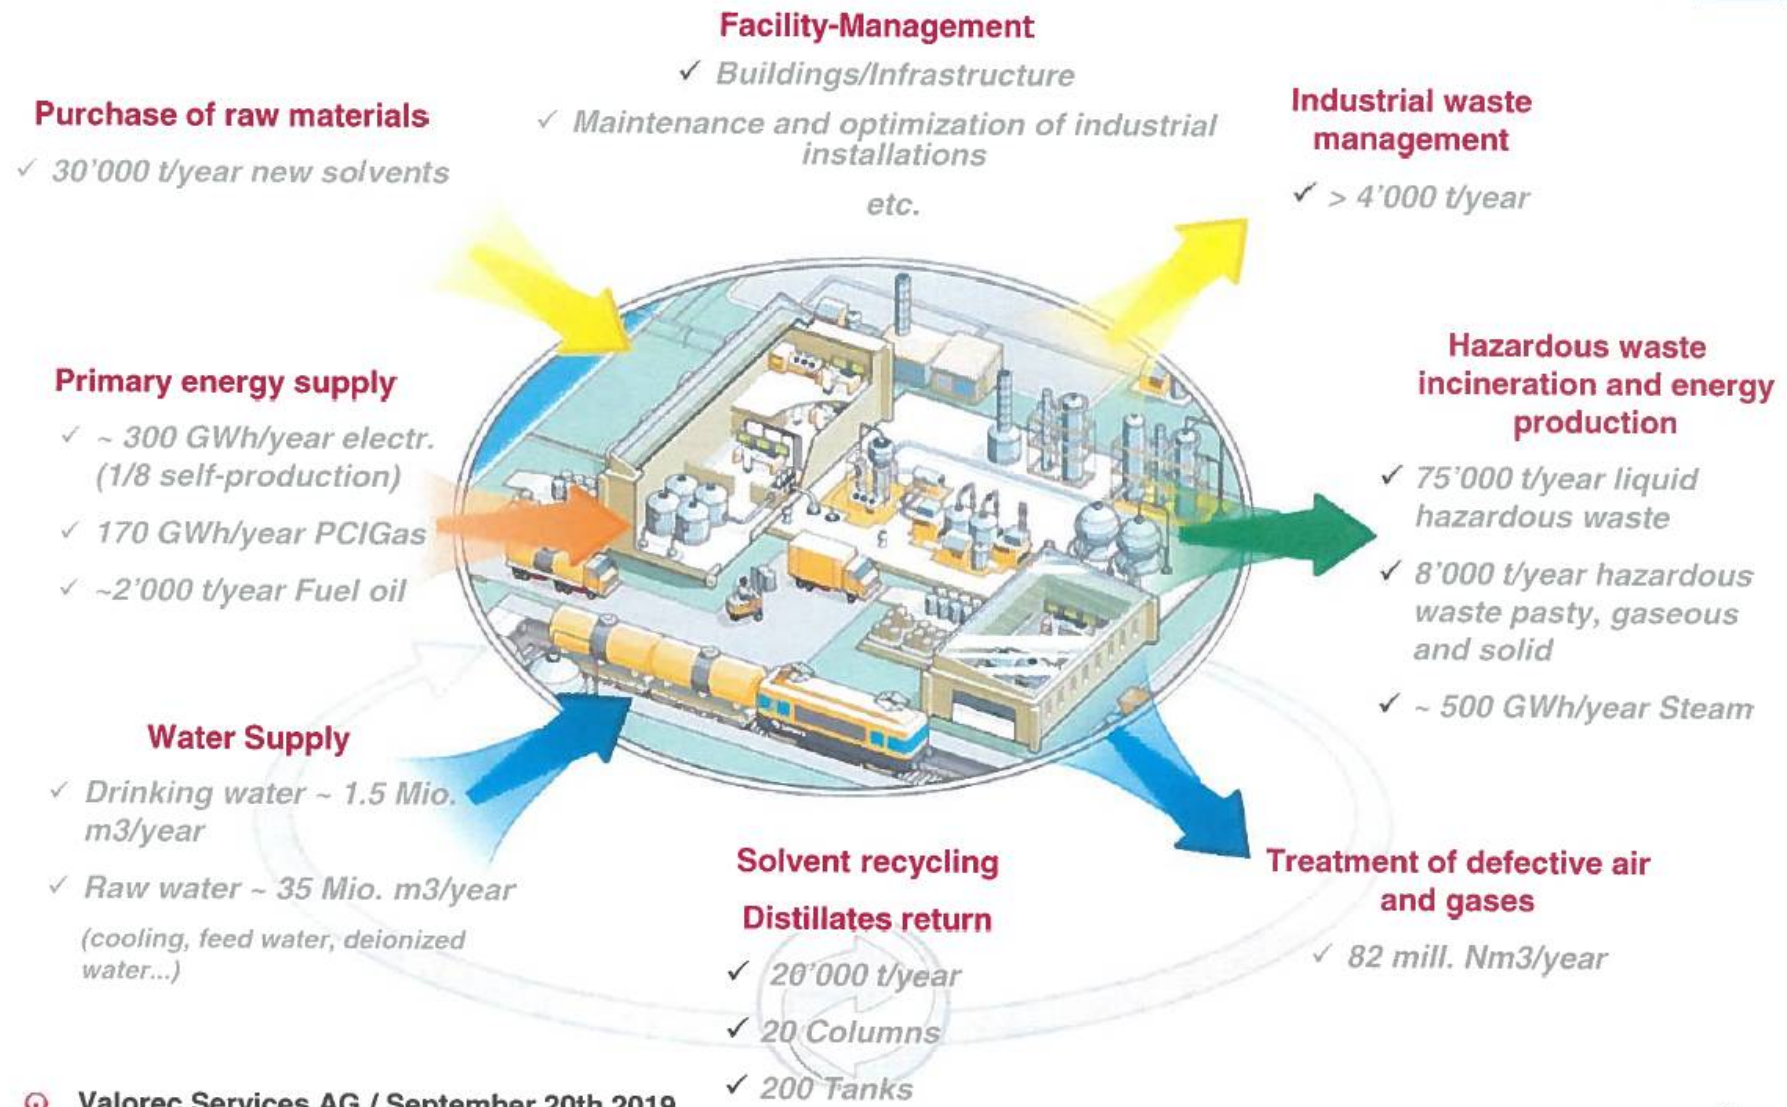 Facility-Management
✓ Buildings/Infrastructure
✓ Maintenance and optimization of industrial
installations
etc.
Purchase of raw materials
✓ 30’000 t/year new solvents
Industrial waste
management
✓ > 4’000 t/year
Primary energy supply
✓ ~ 300 GWh/year electr.
(1/8 self-production)
✓ 170 GWh/year PCIGas
✓ ~2’000 t/year Fuel oil
Hazardous waste
incineration and energy
production
✓ 75’000 t/year liquid
hazardous waste
✓ 8’000 t/year hazardous
waste pasty, gaseous
and solid
✓ ~ 500 GWh/year Steam
Water Supply
✓ Drinking water ~ 1.5 Mio.
m3/year
✓ Raw water ~ 35 Mio. m3/year
(cooling, feed water, deionized
water...)
Solvent recycling
Distillates return
✓ 20’000 t/year
✓ 20 Columns
✓ 200 Tanks
Treatment of defective air
and gases
✓ 82 mill. Nm3/year
Valorec Services AG / September 20th 2019